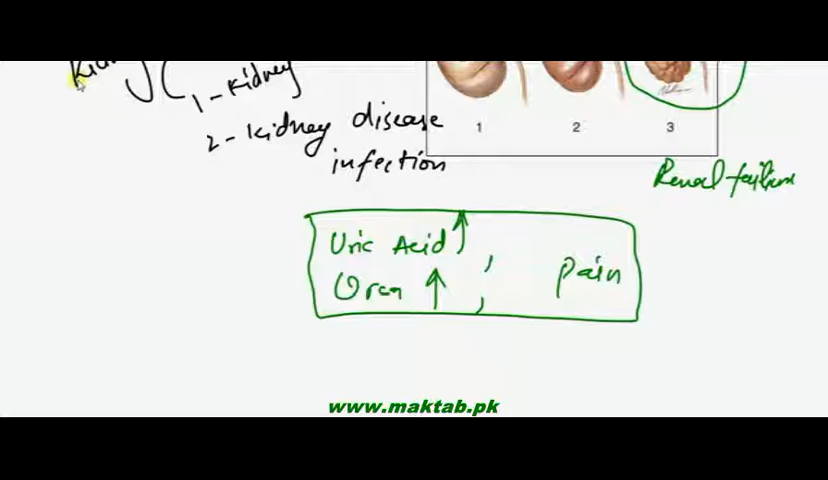 1 - Kidney
2 - kidney disease
infection
1 2 3
Renal failure
Uric Acid ↑ ,
Urea ↑ , Pain
www.maktab.pk